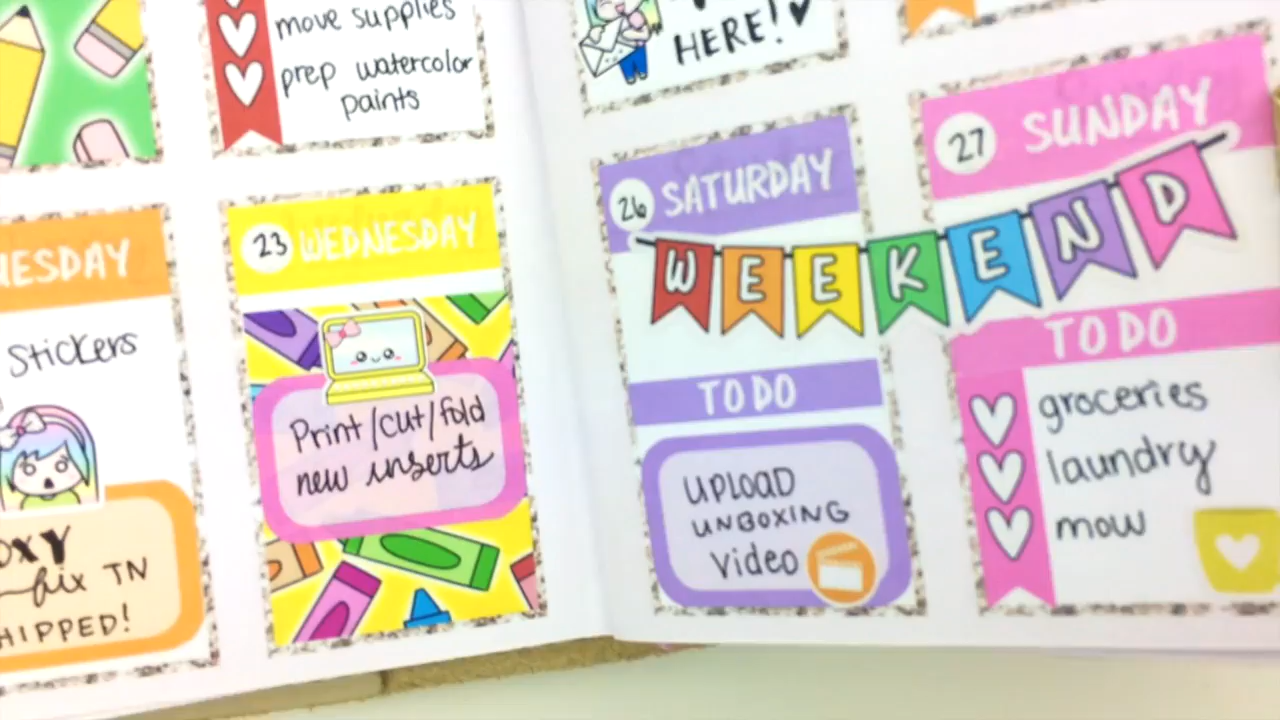 move supplies
prep watercolor
paints
HERE!
ESDAY
Stickers
fix TN
HIPPED!
23 WEDNESDAY
Print/cut/fold
new inserts
26 SATURDAY
27 SUNDAY
WEEKEND
TO DO
UPLOAD
UNBOXING
Video
TO DO
groceries
laundry
mow